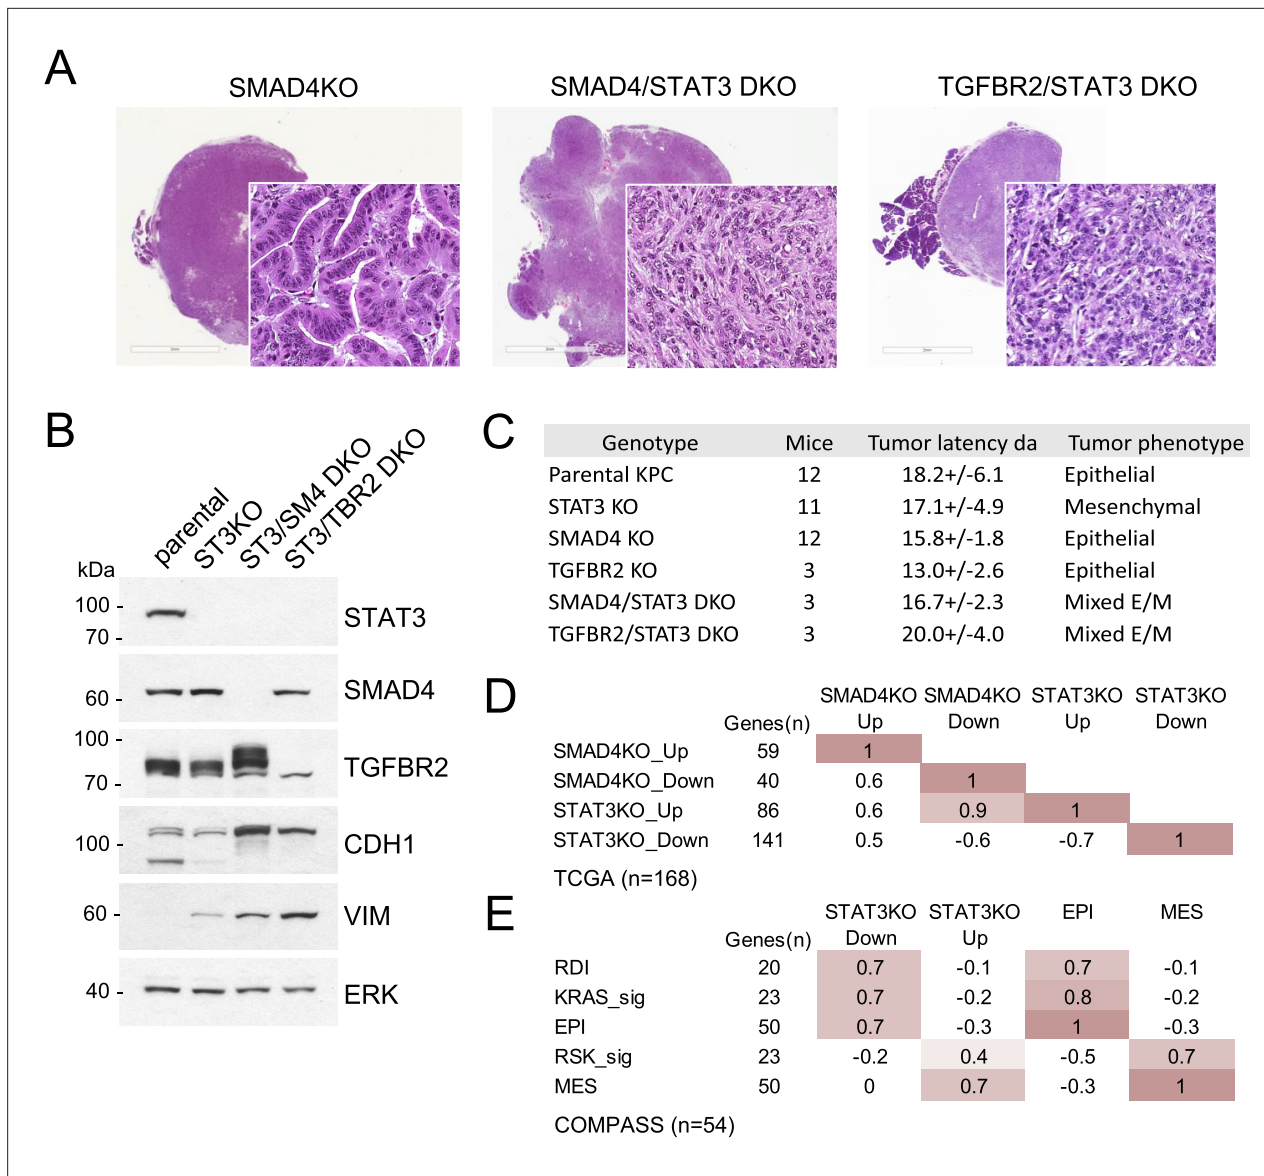 A
SMAD4KO
SMAD4/STAT3 DKO
TGFBR2/STAT3 DKO
B
parental
ST3KO
ST3/SM4 DKO
ST3/TBR2 DKO
kDa
100 -
70 -
STAT3
60 -
SMAD4
100 -
70 -
TGFBR2
100 -
CDH1
60 -
VIM
40 -
ERK
C
Genotype Mice Tumor latency da Tumor phenotype
Parental KPC 12 18.2+/-6.1 Epithelial
STAT3 KO 11 17.1+/-4.9 Mesenchymal
SMAD4 KO 12 15.8+/-1.8 Epithelial
TGFBR2 KO 3 13.0+/-2.6 Epithelial
SMAD4/STAT3 DKO 3 16.7+/-2.3 Mixed E/M
TGFBR2/STAT3 DKO 3 20.0+/-4.0 Mixed E/M
D
SMAD4KO SMAD4KO STAT3KO STAT3KO
Genes(n) Up Down Up Down
SMAD4KO_Up 59 1
SMAD4KO_Down 40 0.6 1
STAT3KO_Up 86 0.6 0.9 1
STAT3KO_Down 141 0.5 -0.6 -0.7 1
TCGA (n=168)
E
STAT3KO STAT3KO EPI MES
Genes(n) Down Up
RDI 20 0.7 -0.1 0.7 -0.1
KRAS_sig 23 0.7 -0.2 0.8 -0.2
EPI 50 0.7 -0.3 1 -0.3
RSK_sig 23 -0.2 0.4 -0.5 0.7
MES 50 0 0.7 -0.3 1
COMPASS (n=54)